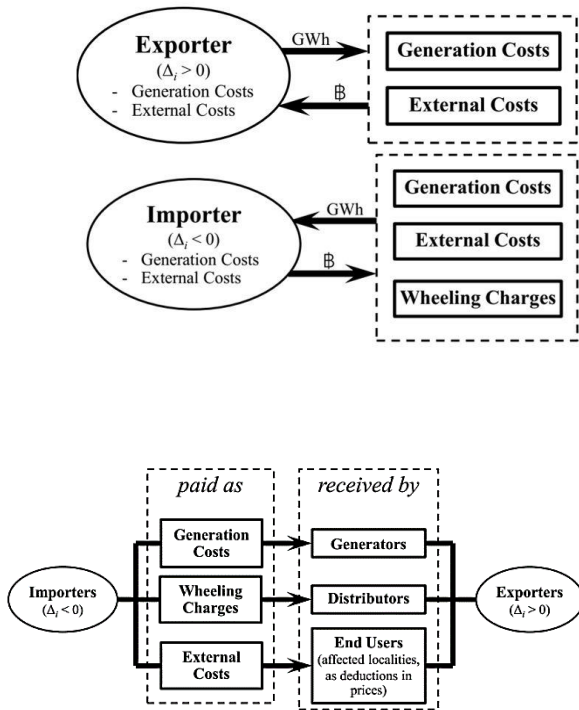 Exporter
(Δi > 0)
- Generation Costs
- External Costs
GWh
฿
Generation Costs
External Costs
Importer
(Δi < 0)
- Generation Costs
- External Costs
GWh
฿
Generation Costs
External Costs
Wheeling Charges
paid as
received by
Importers
(Δi < 0)
Generation
Costs
Wheeling
Charges
External
Costs
Generators
Distributors
End Users
(affected localities,
as deductions in
prices)
Exporters
(Δi > 0)